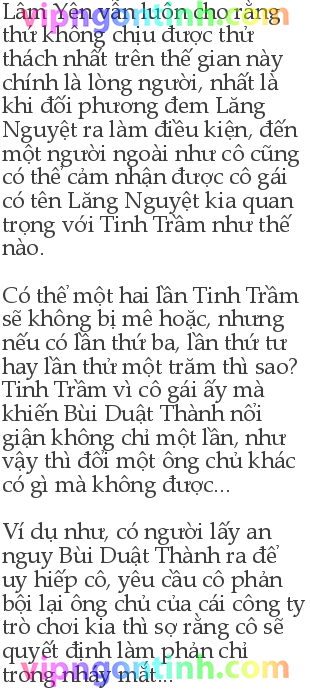 Lâm Yên vẫn luôn cho rằng
vipngontinh.com
thứ không chịu được thử
thách nhất trên thế gian này
chính là lòng người, nhất là
khi đối phương đem Lăng
Nguyệt ra làm điều kiện, đến
một người ngoài như cô cũng
có thể cảm nhận được cô gái
có tên Lăng Nguyệt kia quan
trọng với Tinh Trầm như thế
nào.
Có thể một hai lần Tinh Trầm
sẽ không bị mê hoặc, nhưng
nếu có lần thứ ba, lần thứ tư
hay lần thử một trăm thì sao?
Tinh Trầm vì cô gái ấy mà
khiến Bùi Duật Thành nổi
giận không chỉ một lần, như
vậy thì đổi một ông chủ khác
có gì mà không được...
Ví dụ như, có người lấy an
nguy Bùi Duật Thành ra để
uy hiếp cô, yêu cầu cô phản
bội lại ông chủ của cái công ty
trò chơi kia thì sợ rằng cô sẽ
quyết định làm phản chỉ
trong nháy mắt...
vipngontinh.com